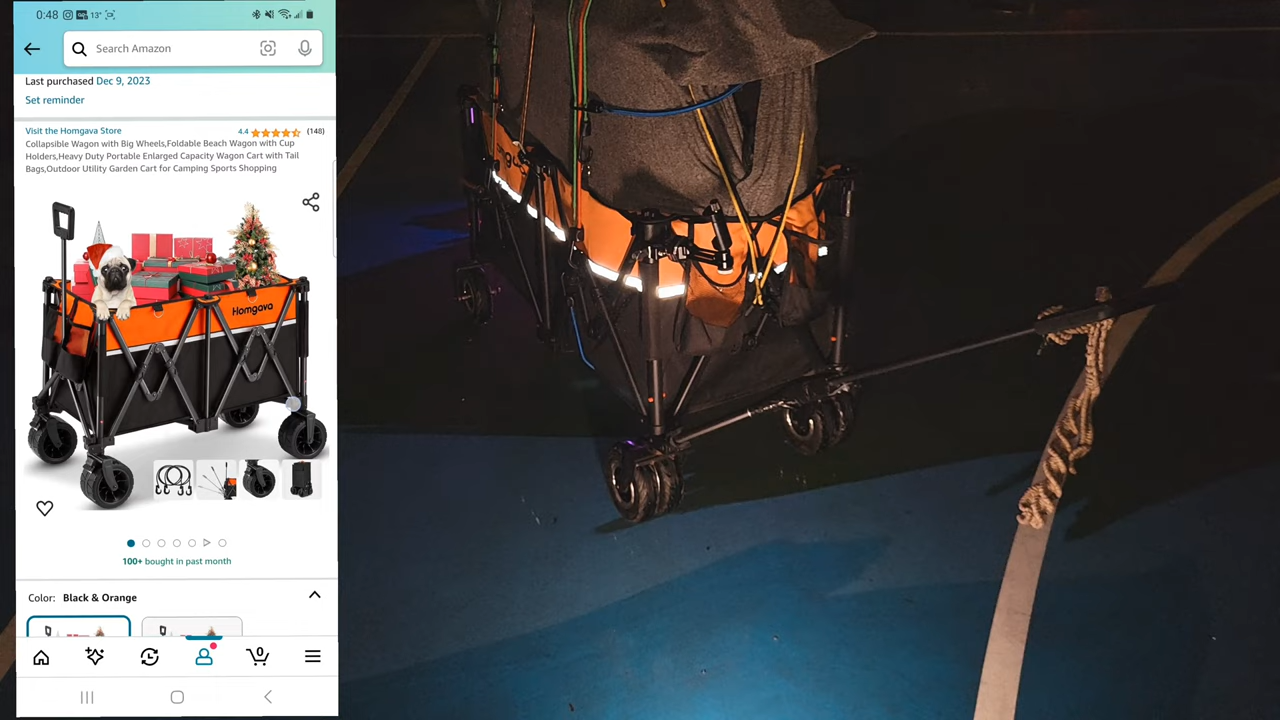 0:48
13°
Search Amazon
Last purchased Dec 9, 2023
Set reminder
Visit the Homgava Store
4.4
(148)
Collapsible Wagon with Big Wheels,Foldable Beach Wagon with Cup
Holders,Heavy Duty Portable Enlarged Capacity Wagon Cart with Tail
Bags,Outdoor Utility Garden Cart for Camping Sports Shopping
Homgava
100+ bought in past month
Color: Black & Orange
0